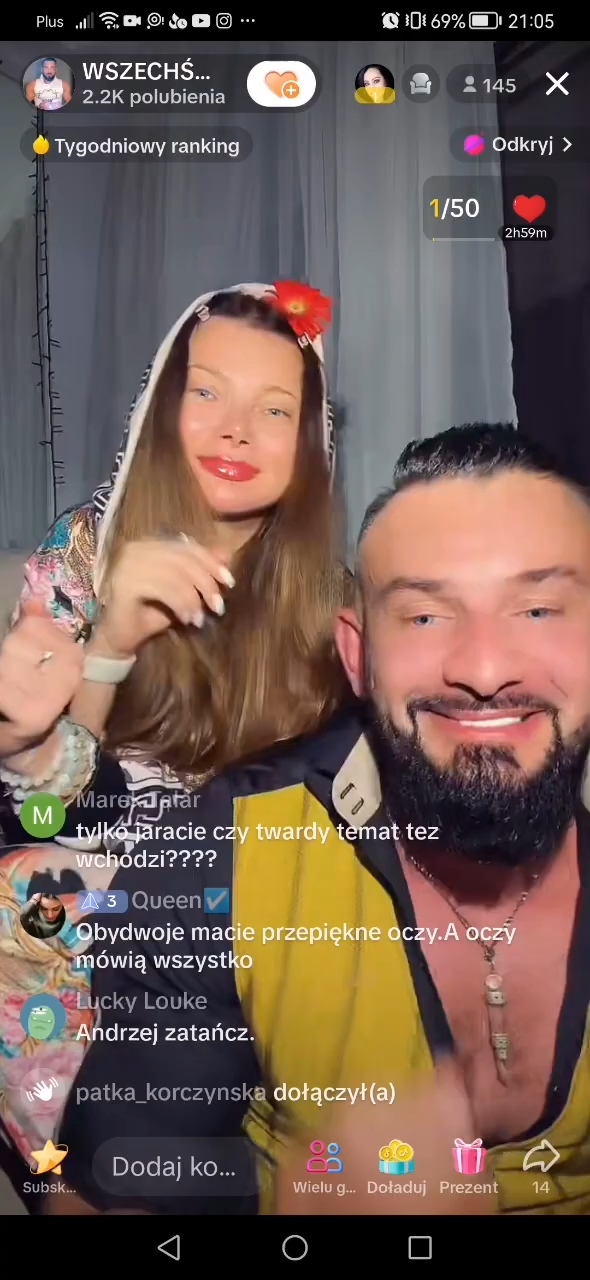 Plus
69%
21:05
WSZECHŚ...
2.2K polubienia
145
Tygodniowy ranking
Odkryj
1/50
2h59m
Marek Talar
tylko jaracie czy twardy temat tez
wchodzi????
3 Queen
Obydwoje macie przepiękne oczy.A oczy
mówią wszystko
Lucky Louke
Andrzej zatańcz.
patka_korczynska dołączył(a)
Dodaj ko...
Subsk...
Wielu g...
Doładuj
Prezent
14
M